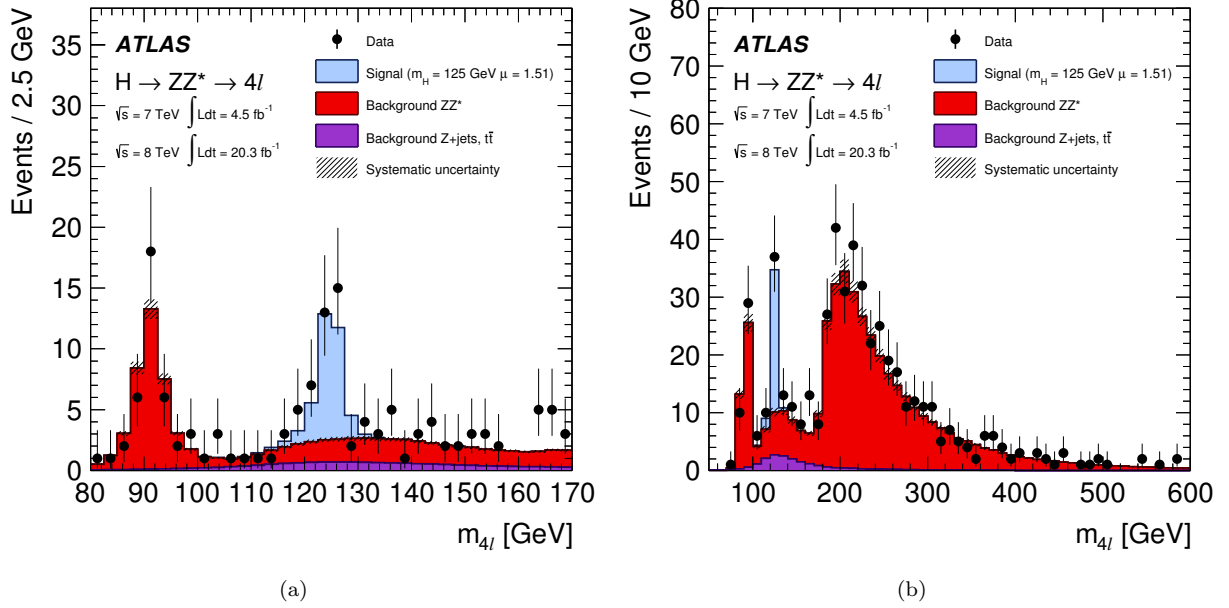 Events / 2.5 GeV
35
30
25
20
15
10
5
0
80 90 100 110 120 130 140 150 160 170
m4l [GeV]
ATLAS
H → ZZ* → 4l
√s = 7 TeV ∫ Ldt = 4.5 fb-1
√s = 8 TeV ∫ Ldt = 20.3 fb-1
Data
Signal (mH = 125 GeV μ = 1.51)
Background ZZ*
Background Z+jets, tt̄
Systematic uncertainty
(a)
Events / 10 GeV
80
70
60
50
40
30
20
10
0
100 200 300 400 500 600
m4l [GeV]
ATLAS
H → ZZ* → 4l
√s = 7 TeV ∫ Ldt = 4.5 fb-1
√s = 8 TeV ∫ Ldt = 20.3 fb-1
Data
Signal (mH = 125 GeV μ = 1.51)
Background ZZ*
Background Z+jets, tt̄
Systematic uncertainty
(b)